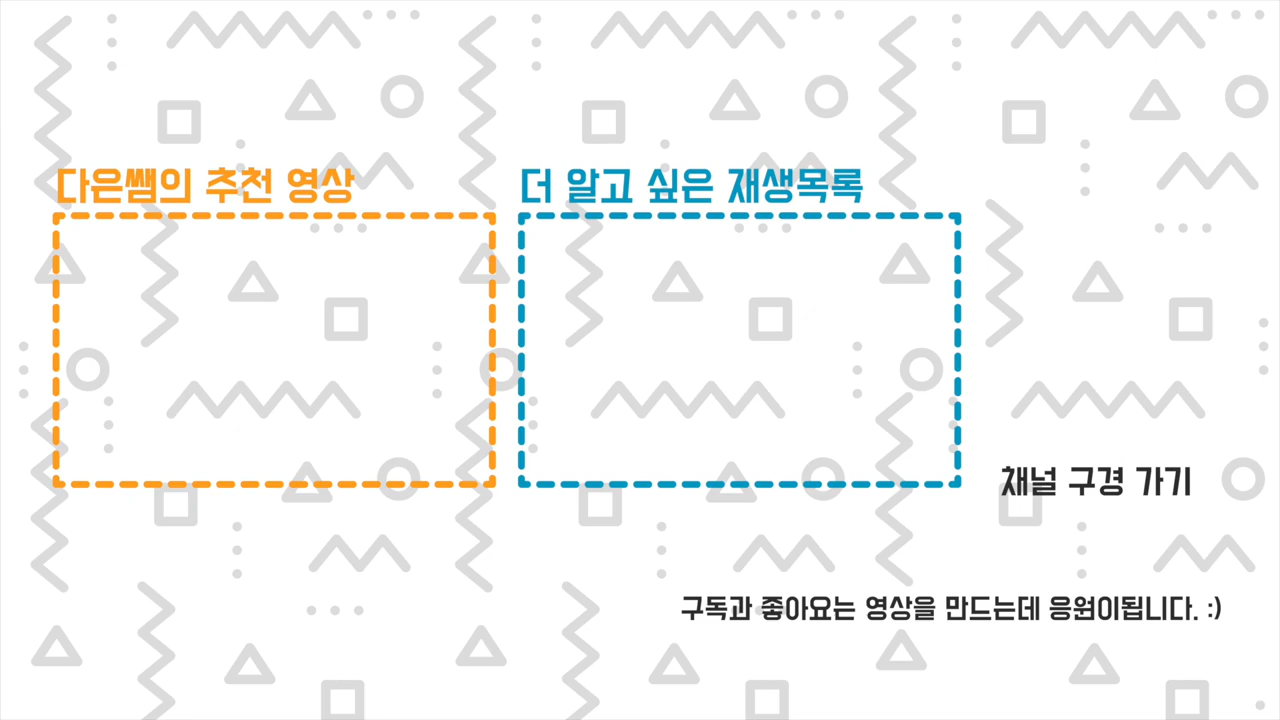 다은쌤의 추천 영상
더 알고 싶은 재생목록
채널 구경 가기
구독과 좋아요는 영상을 만드는데 응원이됩니다. :)